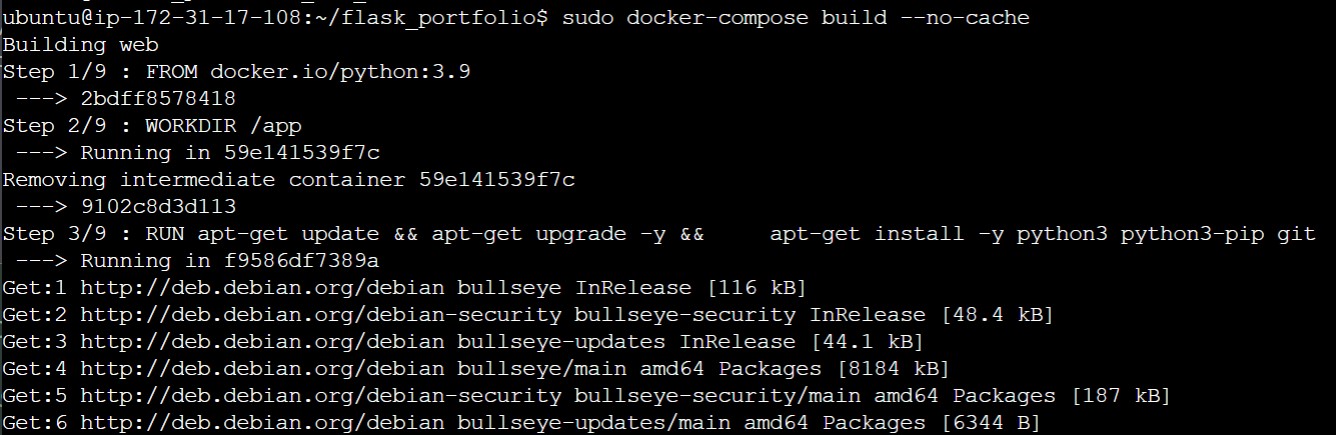 ubuntu@ip-172-31-17-108:~/flask_portfolio$ sudo docker-compose build --no-cache
Building web
Step 1/9 : FROM docker.io/python:3.9
 ---> 2bdff8578418
Step 2/9 : WORKDIR /app
 ---> Running in 59e141539f7c
Removing intermediate container 59e141539f7c
 ---> 9102c8d3d113
Step 3/9 : RUN apt-get update && apt-get upgrade -y &&     apt-get install -y python3 python3-pip git
 ---> Running in f9586df7389a
Get:1 http://deb.debian.org/debian bullseye InRelease [116 kB]
Get:2 http://deb.debian.org/debian-security bullseye-security InRelease [48.4 kB]
Get:3 http://deb.debian.org/debian bullseye-updates InRelease [44.1 kB]
Get:4 http://deb.debian.org/debian bullseye/main amd64 Packages [8184 kB]
Get:5 http://deb.debian.org/debian-security bullseye-security/main amd64 Packages [187 kB]
Get:6 http://deb.debian.org/debian bullseye-updates/main amd64 Packages [6344 B]